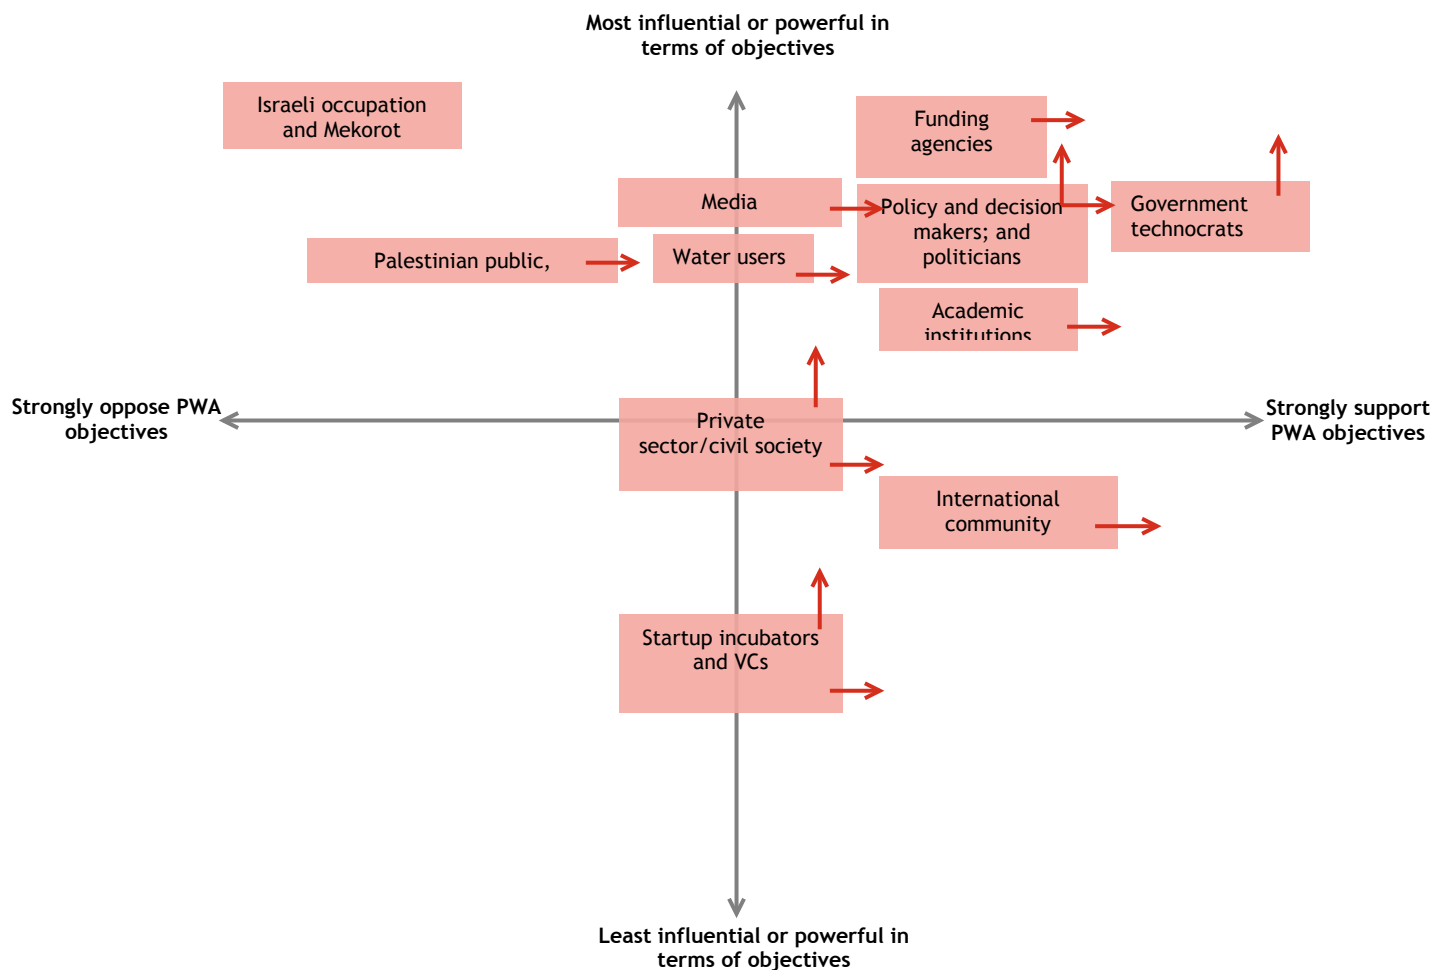 Most influential or powerful in
terms of objectives
Israeli occupation
and Mekorot
Funding
agencies
Media
Policy and decision
makers; and
politicians
Government
technocrats
Palestinian public,
Water users
Academic
institutions
Strongly oppose PWA
objectives
Private
sector/civil society
Strongly support
PWA objectives
International
community
Startup incubators
and VCs
Least influential or powerful in
terms of objectives